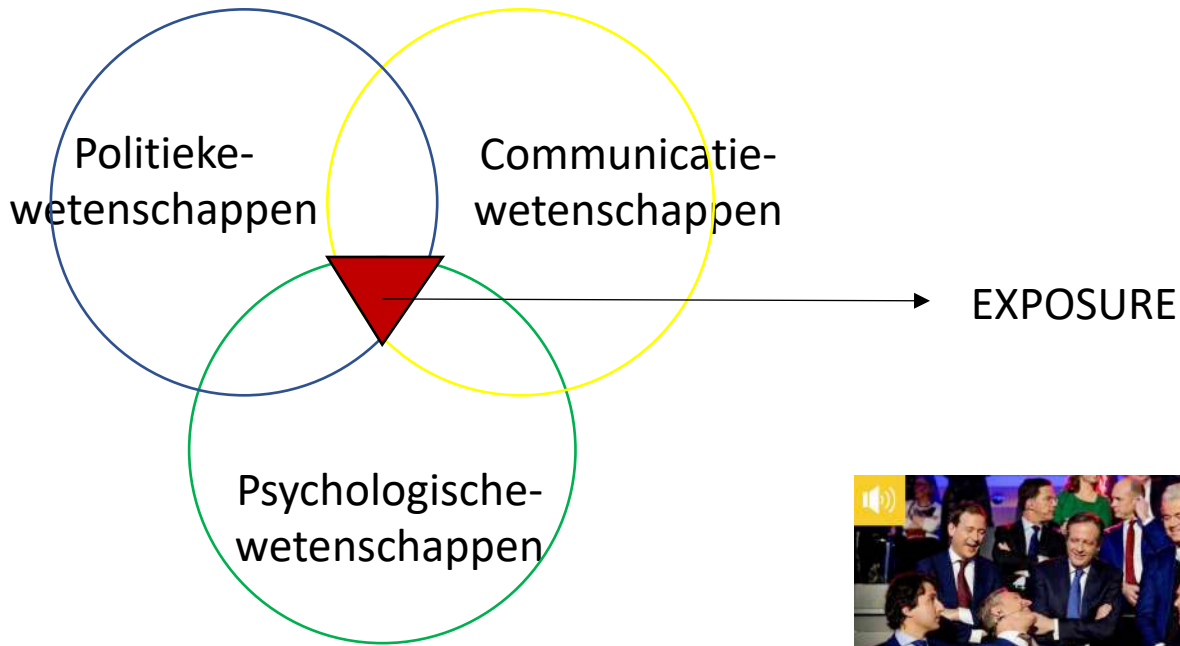 Politieke-
wetenschappen
Communicatie-
wetenschappen
EXPOSURE
Psychologische-
wetenschappen